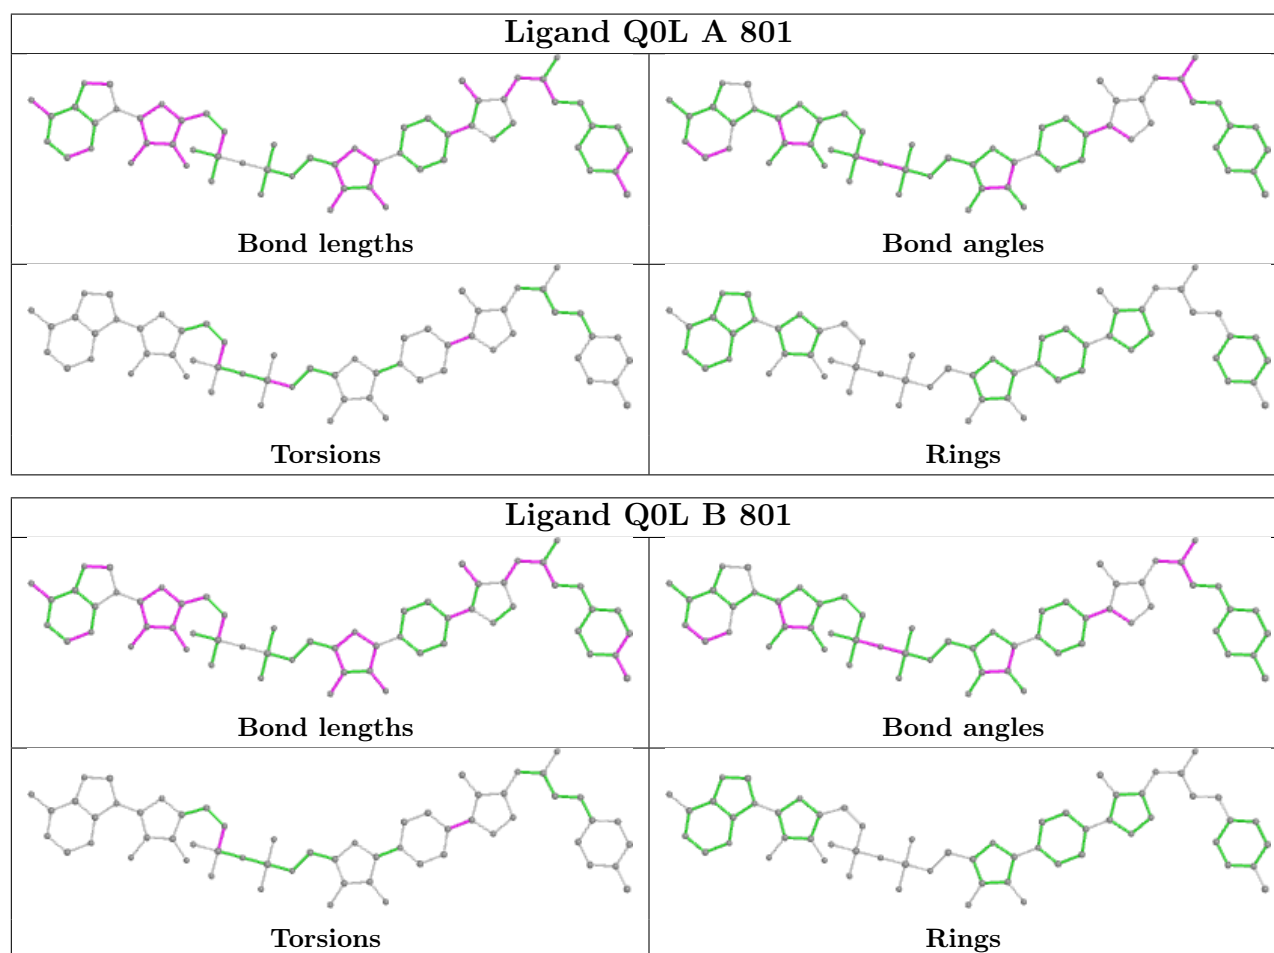 Ligand Q0L A 801
Bond lengths
Bond angles
Torsions
Rings
Ligand Q0L B 801
Bond lengths
Bond angles
Torsions
Rings